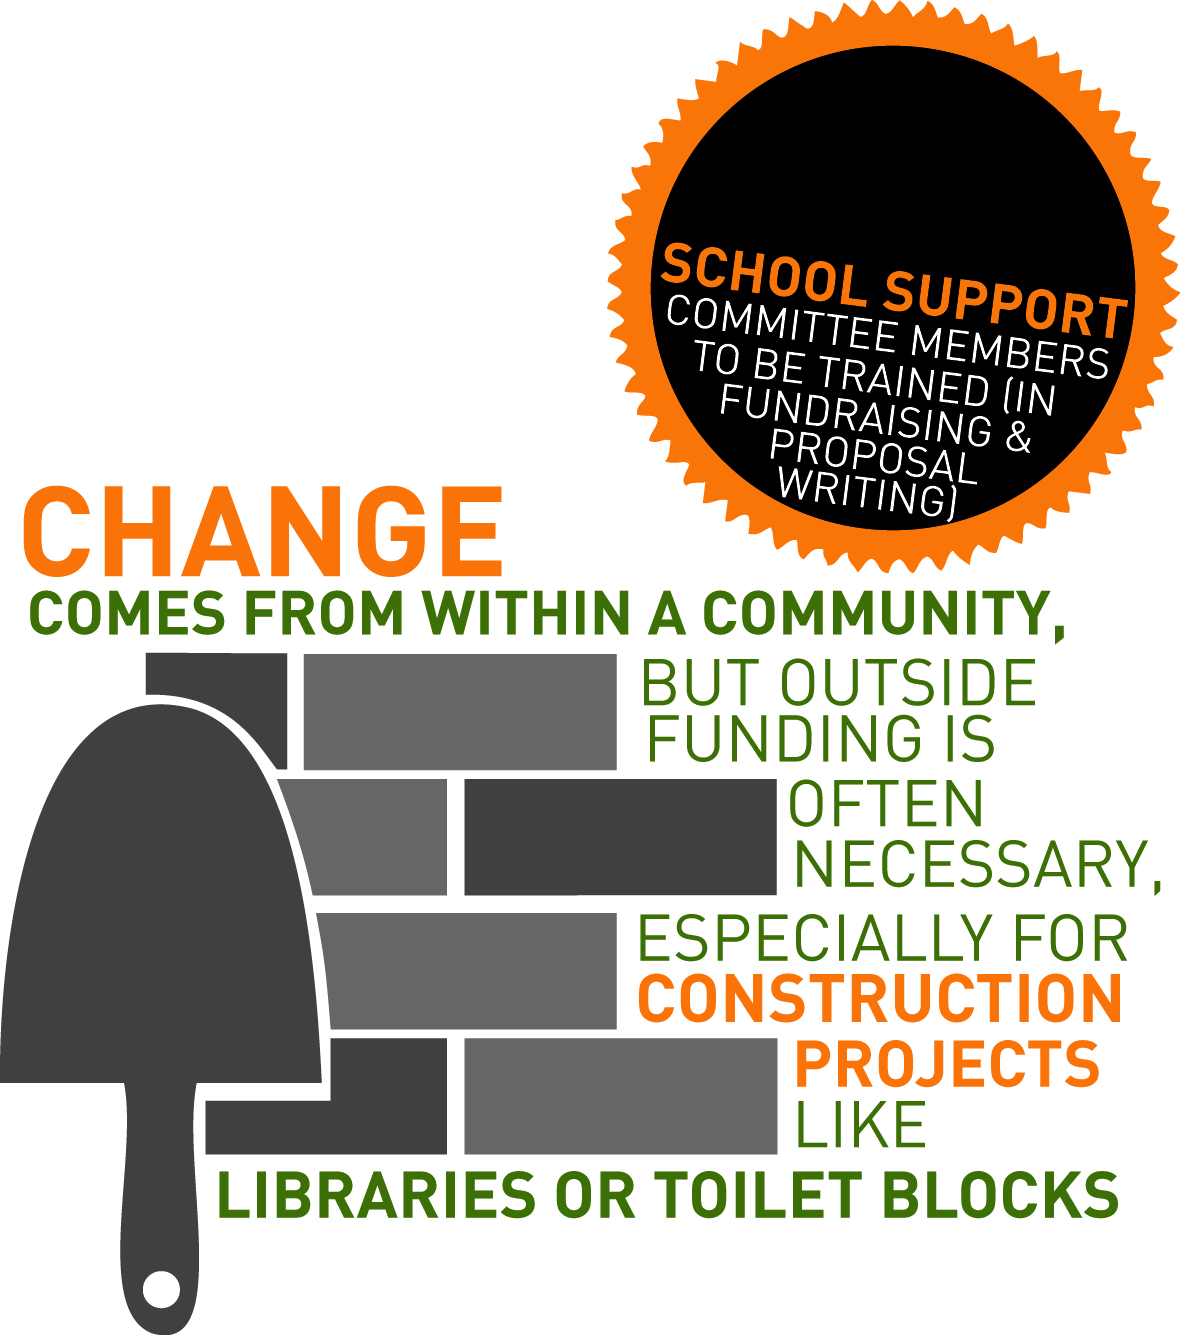 SCHOOL SUPPORT
COMMITTEE MEMBERS
TO BE TRAINED (IN
FUNDRAISING &
PROPOSAL
WRITING)
CHANGE
COMES FROM WITHIN A COMMUNITY,
BUT OUTSIDE
FUNDING IS
OFTEN
NECESSARY,
ESPECIALLY FOR
CONSTRUCTION
PROJECTS
LIKE
LIBRARIES OR TOILET BLOCKS